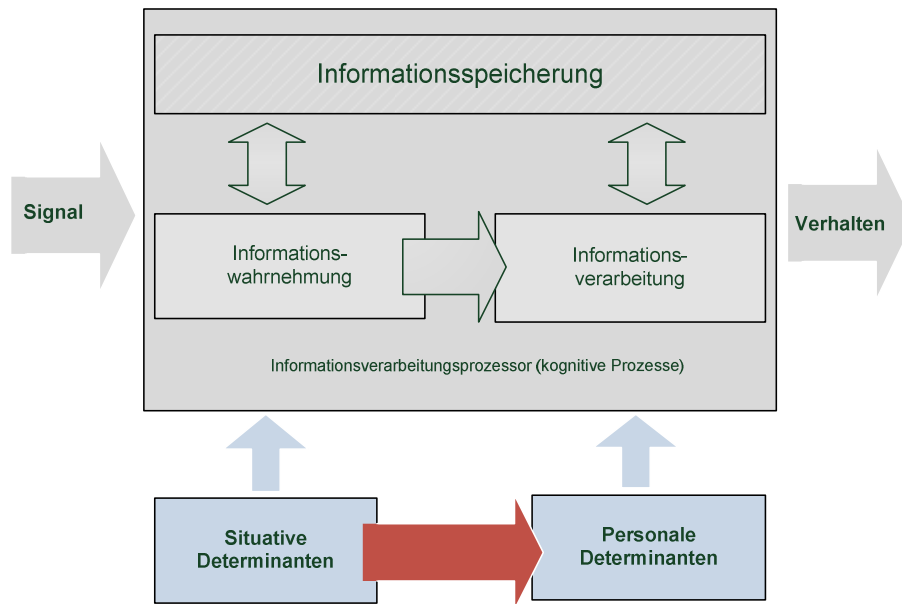 Informationsspeicherung
Signal
Informations-
wahrnehmung
Informations-
verarbeitung
Verhalten
Informationsverarbeitungsprozessor (kognitive Prozesse)
Situative
Determinanten
Personale
Determinanten